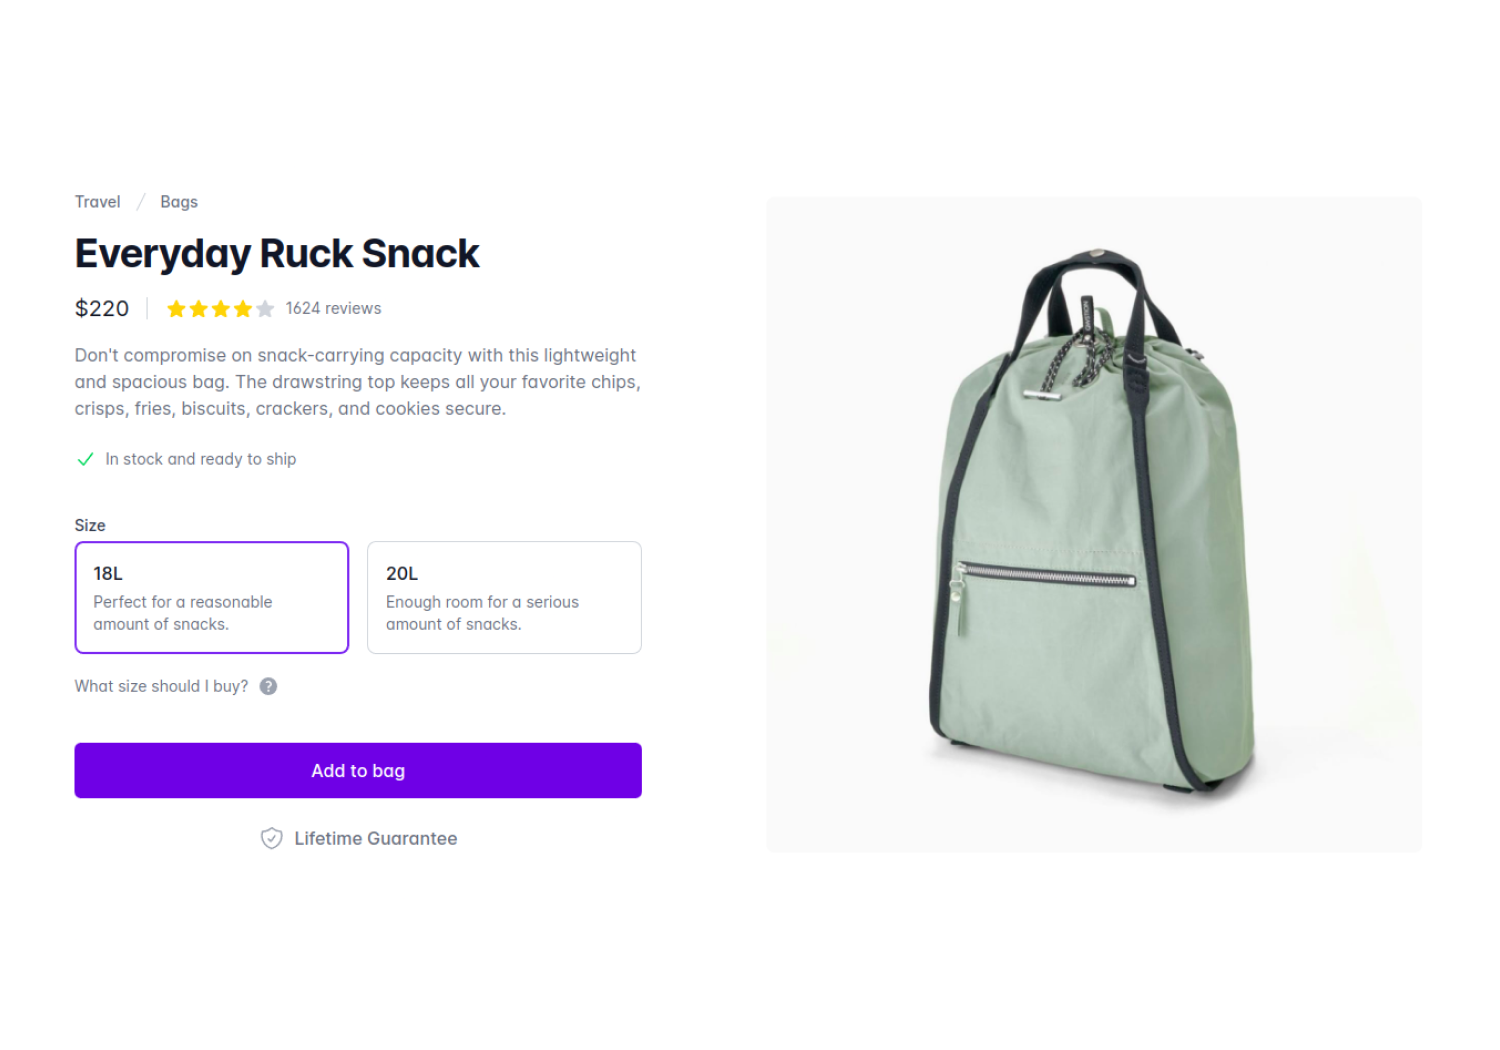 Travel / Bags
Everyday Ruck Snack
$220 1624 reviews
Don't compromise on snack-carrying capacity with this lightweight
and spacious bag. The drawstring top keeps all your favorite chips,
crisps, fries, biscuits, crackers, and cookies secure.
In stock and ready to ship
Size
18L
Perfect for a reasonable
amount of snacks.
20L
Enough room for a serious
amount of snacks.
What size should I buy? ?
Add to bag
Lifetime Guarantee